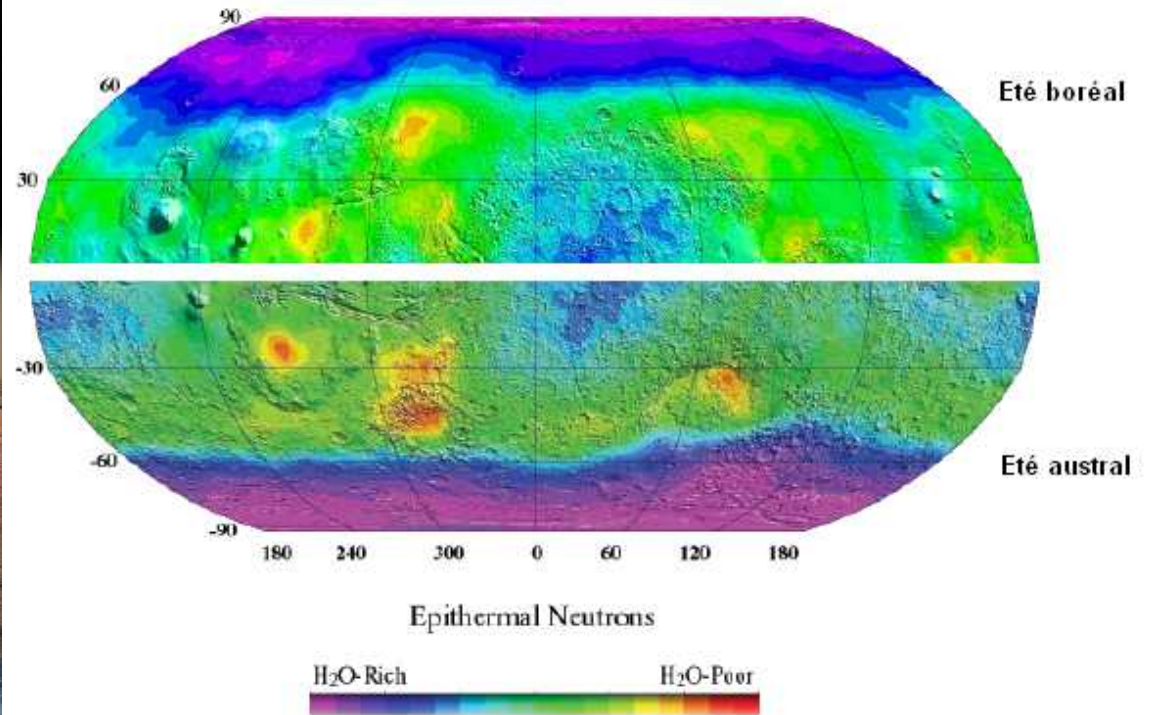 90
60
Eté boréal
30
-30
-60
Eté austral
-90
180 240 300 0 60 120 180
Epithermal Neutrons
H₂O-Rich H₂O-Poor